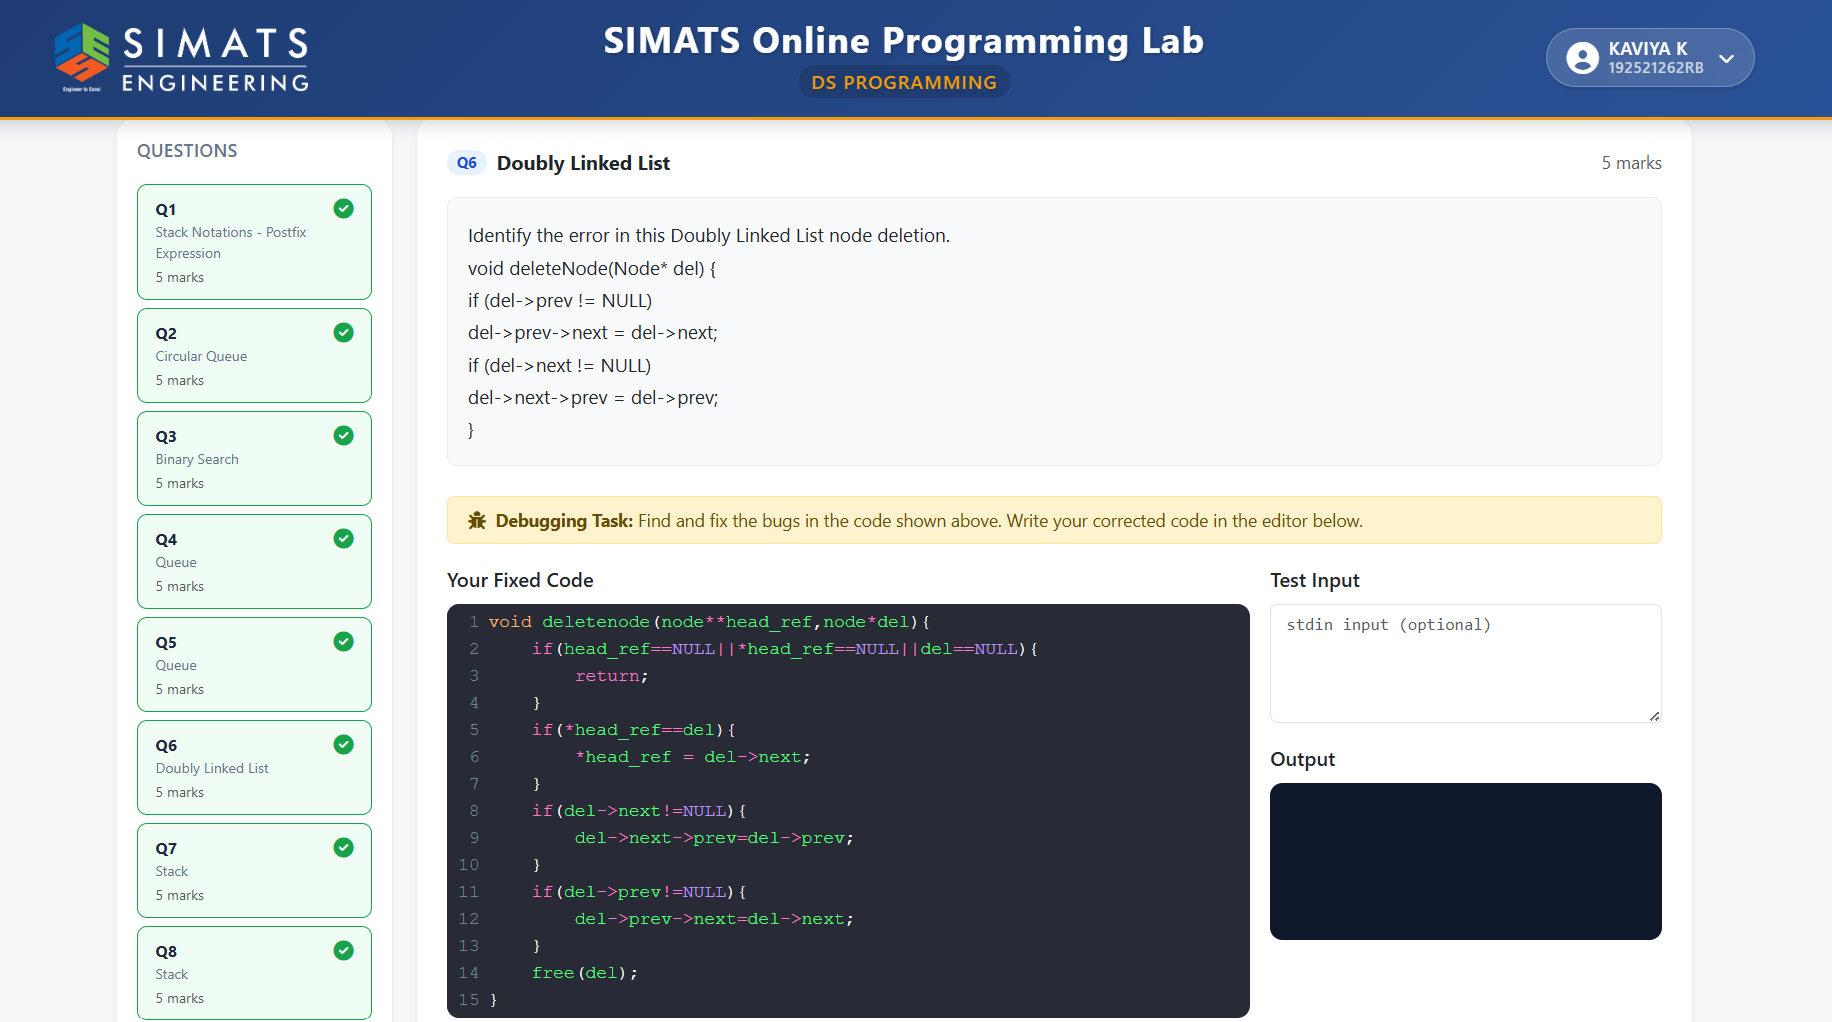 SIMATS
ENGINEERING
Engineer to Excel
SIMATS Online Programming Lab
DS PROGRAMMING
KAVIYA K
192521262RB
QUESTIONS
Q1
Stack Notations - Postfix
Expression
5 marks
Q2
Circular Queue
5 marks
Q3
Binary Search
5 marks
Q4
Queue
5 marks
Q5
Queue
5 marks
Q6
Doubly Linked List
5 marks
Q7
Stack
5 marks
Q8
Stack
5 marks
Q6 Doubly Linked List
5 marks
Identify the error in this Doubly Linked List node deletion.
void deleteNode(Node* del) {
if (del->prev != NULL)
del->prev->next = del->next;
if (del->next != NULL)
del->next->prev = del->prev;
}
Debugging Task: Find and fix the bugs in the code shown above. Write your corrected code in the editor below.
Your Fixed Code
1 void deletenode(node**head_ref,node*del){
2     if(head_ref==NULL||*head_ref==NULL||del==NULL){
3         return;
4     }
5     if(*head_ref==del){
6         *head_ref = del->next;
7     }
8     if(del->next!=NULL){
9         del->next->prev=del->prev;
10     }
11     if(del->prev!=NULL){
12         del->prev->next=del->next;
13     }
14     free(del);
15 }
Test Input
stdin input (optional)
Output